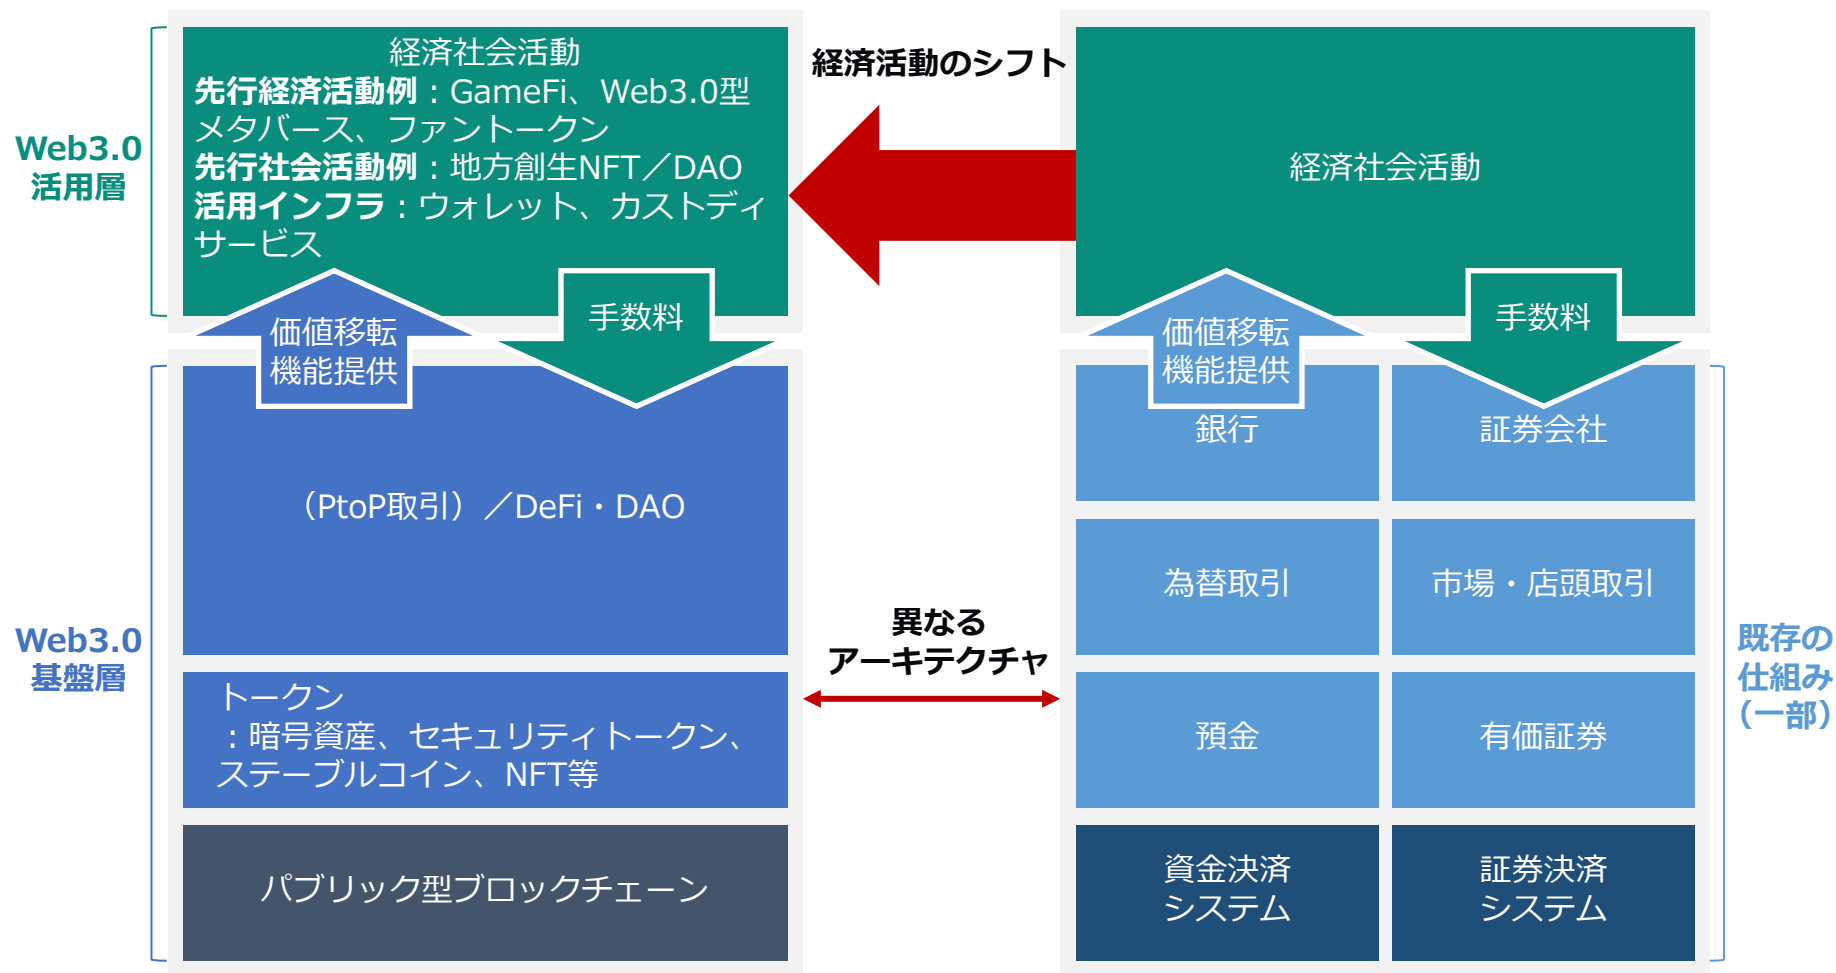 Web3.0
活用層
経済社会活動
先行経済活動例：GameFi、Web3.0型
メタバース、ファントークン
先行社会活動例：地方創生NFT／DAO
活用インフラ：ウォレット、カストディ
サービス
経済活動のシフト
経済社会活動
価値移転
機能提供
手数料
価値移転
機能提供
手数料
Web3.0
基盤層
（PtoP取引）／DeFi・DAO
トークン
：暗号資産、セキュリティトークン、
ステーブルコイン、NFT等
パブリック型ブロックチェーン
異なる
アーキテクチャ
銀行
証券会社
為替取引
市場・店頭取引
預金
有価証券
資金決済
システム
証券決済
システム
既存の
仕組み
（一部）